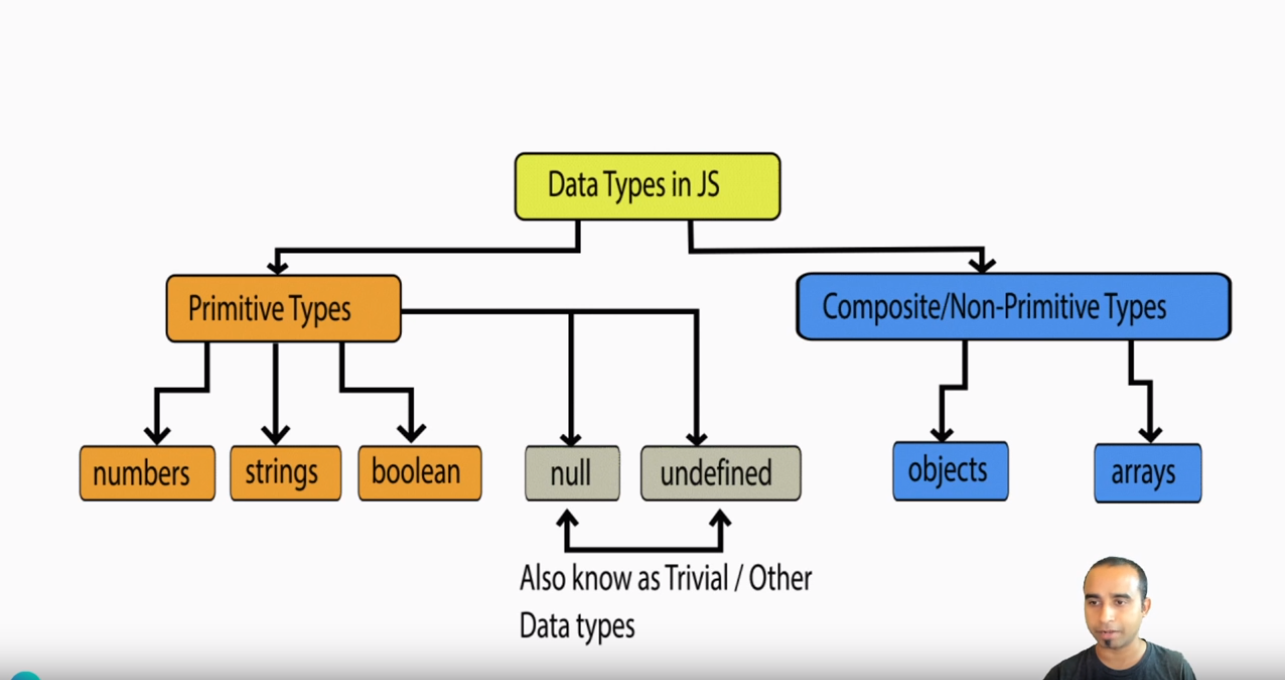 Data Types in JS
Primitive Types
Composite/Non-Primitive Types
numbers
strings
boolean
null
undefined
objects
arrays
Also know as Trivial / Other
Data types